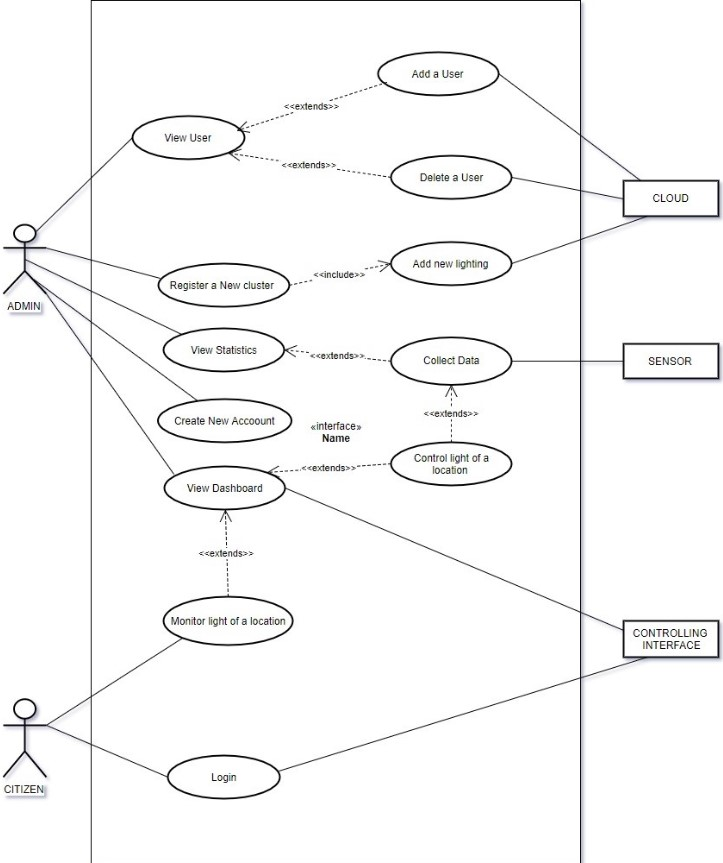 Add a User
<<extends>>
View User
<<extends>>
Delete a User
CLOUD
ADMIN
Register a New cluster
<<include>>
Add new lighting
View Statistics
<<extends>>
Collect Data
SENSOR
<<extends>>
Create New Appount
«interface»
Name
Control light of a
location
<<extends>>
View Dashboard
<<extends>>
Monitor light of a location
CONTROLLING
INTERFACE
Login
CITIZEN